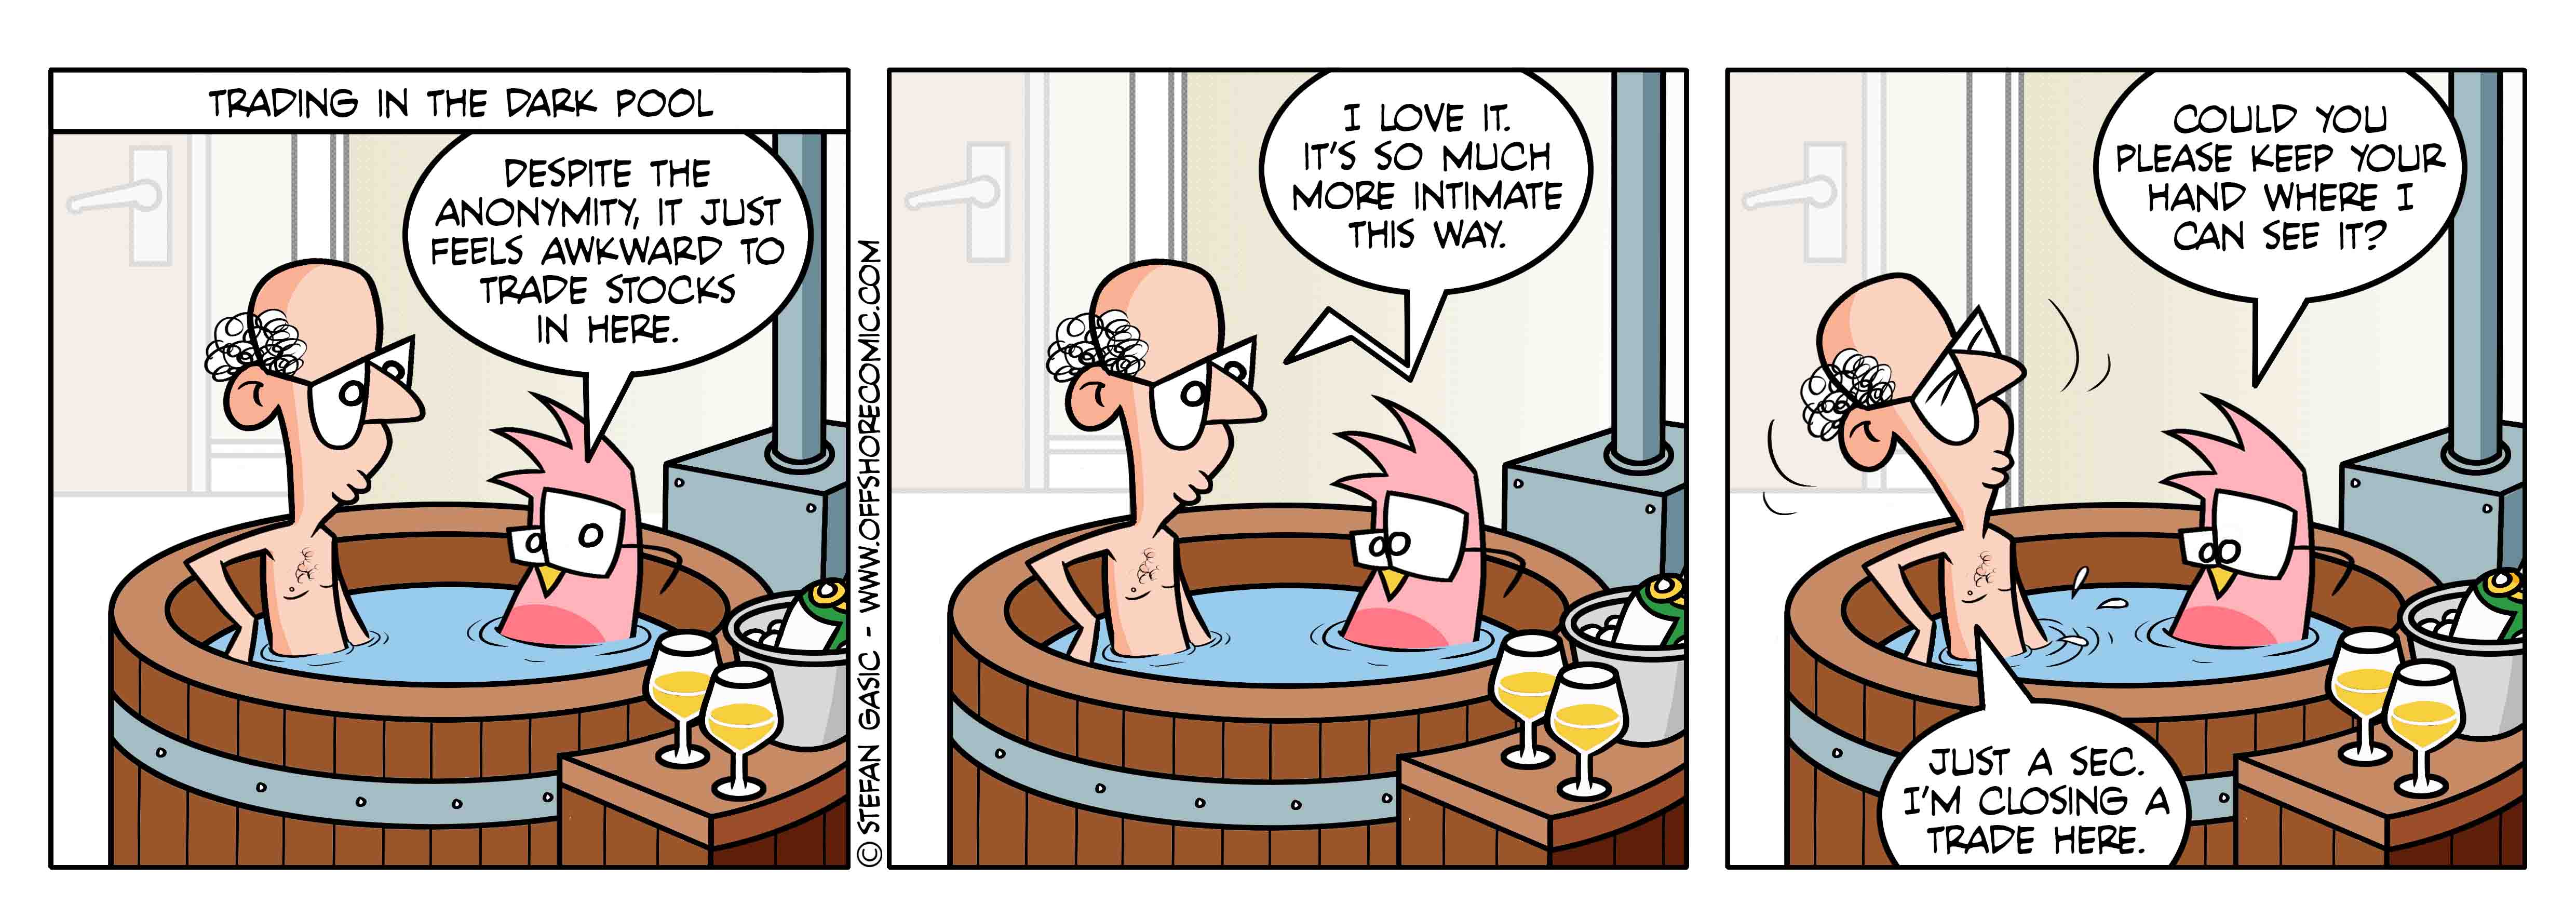 TRADING IN THE DARK POOL
DESPITE THE
ANONYMITY, IT JUST
FEELS AWKWARD TO
TRADE STOCKS
IN HERE.
© STEFAN GASIC - WWW.OFFSHORECOMIC.COM
I LOVE IT.
IT'S SO MUCH
MORE INTIMATE
THIS WAY.
COULD YOU
PLEASE KEEP YOUR
HAND WHERE I
CAN SEE IT?
JUST A SEC.
I'M CLOSING A
TRADE HERE.